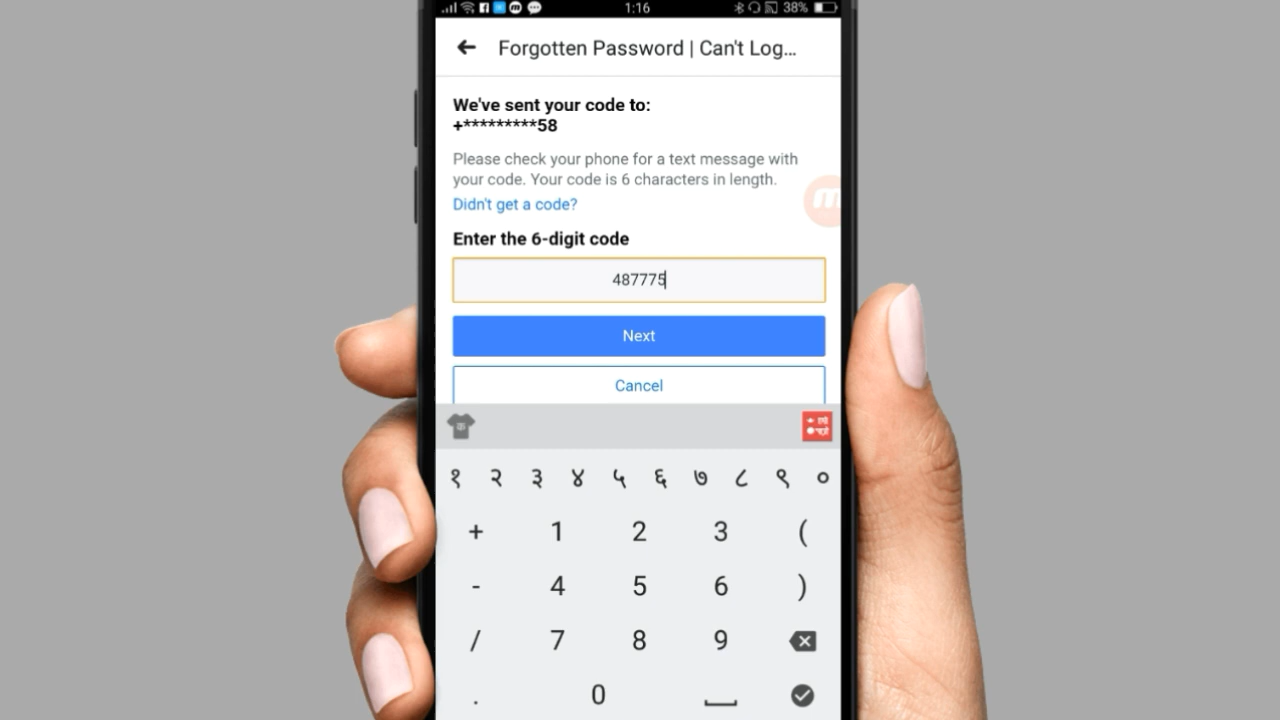 1:16
38%
Forgotten Password | Can't Log...
We've sent your code to:
+*********58
Please check your phone for a text message with
your code. Your code is 6 characters in length.
Didn't get a code?
Enter the 6-digit code
487775
Next
Cancel
१ २ ३ ४ ५ ६ ७ ८ ९ ०
+ 1 2 3 (
- 4 5 6 )
/ 7 8 9
. 0